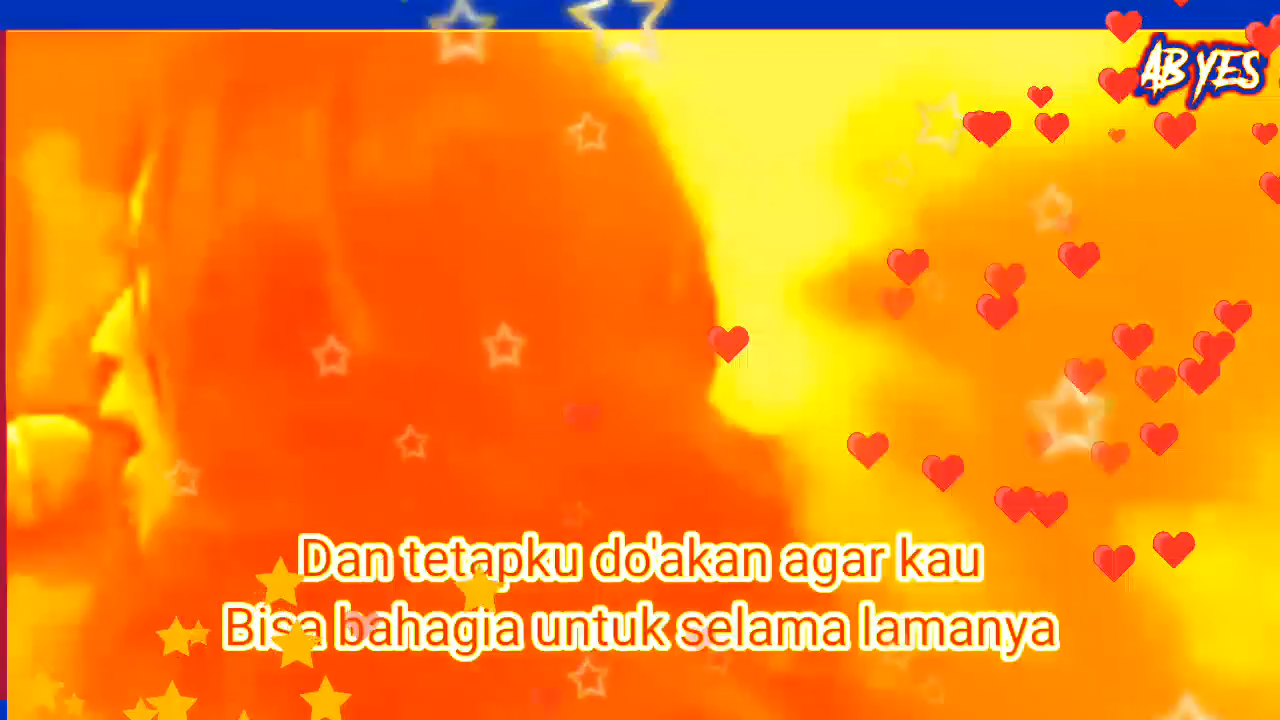 AB YES
Dan tetapku do'akan agar kau
Bisa bahagia untuk selama lamanya